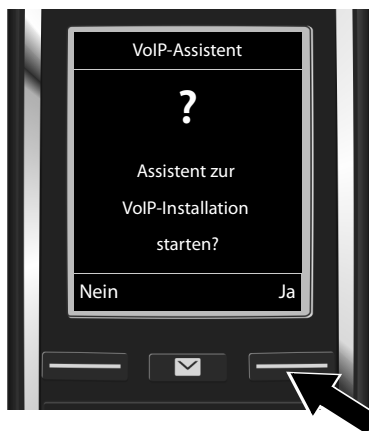 VoIP-Assistent
?
Assistent zur
VoIP-Installation
starten?
Nein Ja